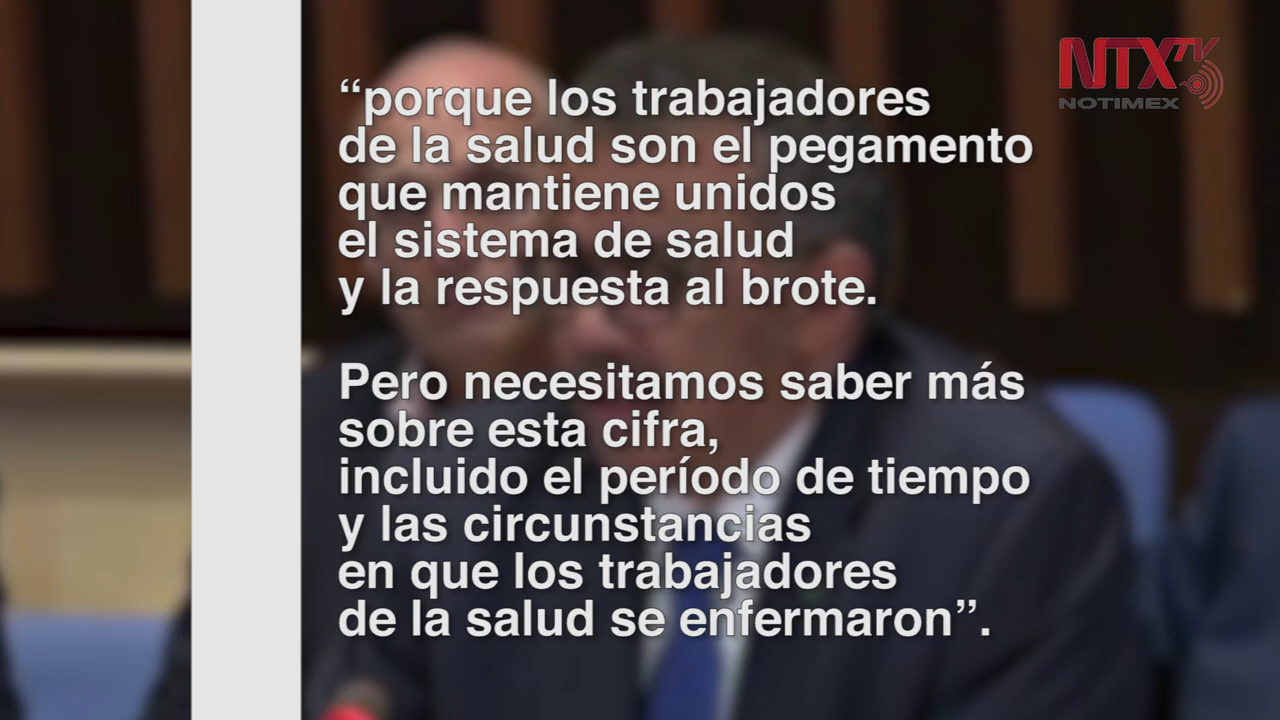 NTXTV
NOTIMEX
“porque los trabajadores
de la salud son el pegamento
que mantiene unidos
el sistema de salud
y la respuesta al brote.
Pero necesitamos saber más
sobre esta cifra,
incluido el período de tiempo
y las circunstancias
en que los trabajadores
de la salud se enfermaron”.